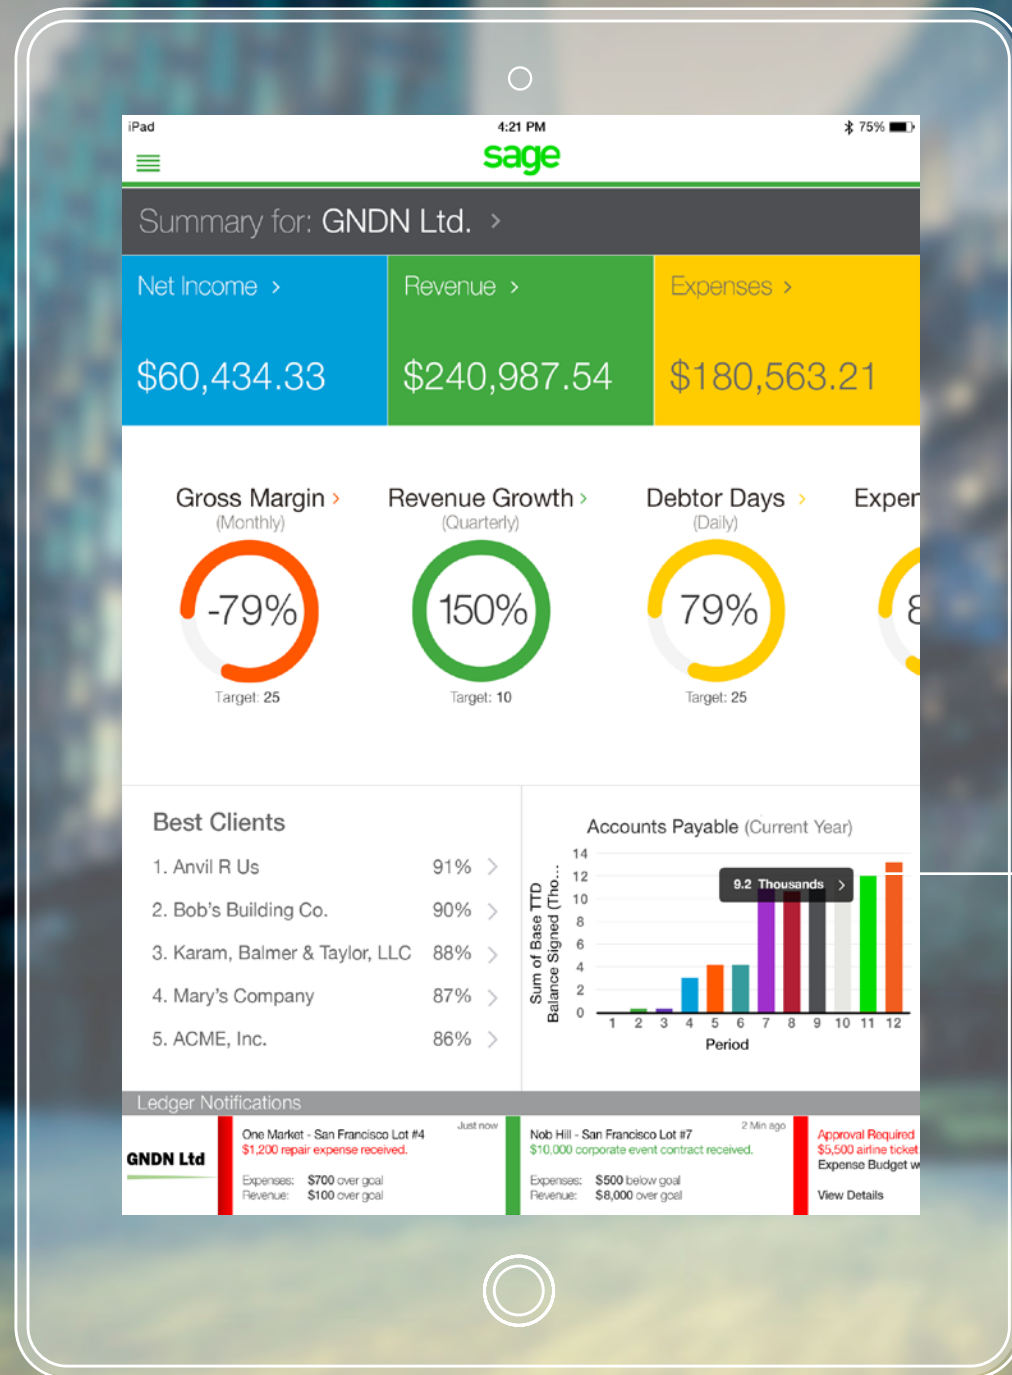 iPad
4:21 PM
75%
sage
Summary for: GNDN Ltd.
Net Income
Revenue
Expenses
$60,434.33
$240,987.54
$180,563.21
Gross Margin
(Monthly)
-79%
Target: 25
Revenue Growth
(Quarterly)
150%
Target: 10
Debtor Days
(Daily)
79%
Target: 25
Expen
8
Best Clients
1. Anvil R Us 91%
2. Bob's Building Co. 90%
3. Karam, Balmer & Taylor, LLC 88%
4. Mary's Company 87%
5. ACME, Inc. 86%
Accounts Payable (Current Year)
Sum of Base TTD
Balance Signed (Tho...
14
12
10
8
6
4
2
0
9.2 Thousands
1 2 3 4 5 6 7 8 9 10 11 12
Period
Ledger Notifications
GNDN Ltd
One Market - San Francisco Lot #4
Just now
$1,200 repair expense received.
Expenses: $700 over goal
Revenue: $100 over goal
Nob Hill - San Francisco Lot #7
2 Min ago
$10,000 corporate event contract received.
Expenses: $500 below goal
Revenue: $8,000 over goal
Approval Required
$5,500 airline ticket
Expense Budget w
View Details